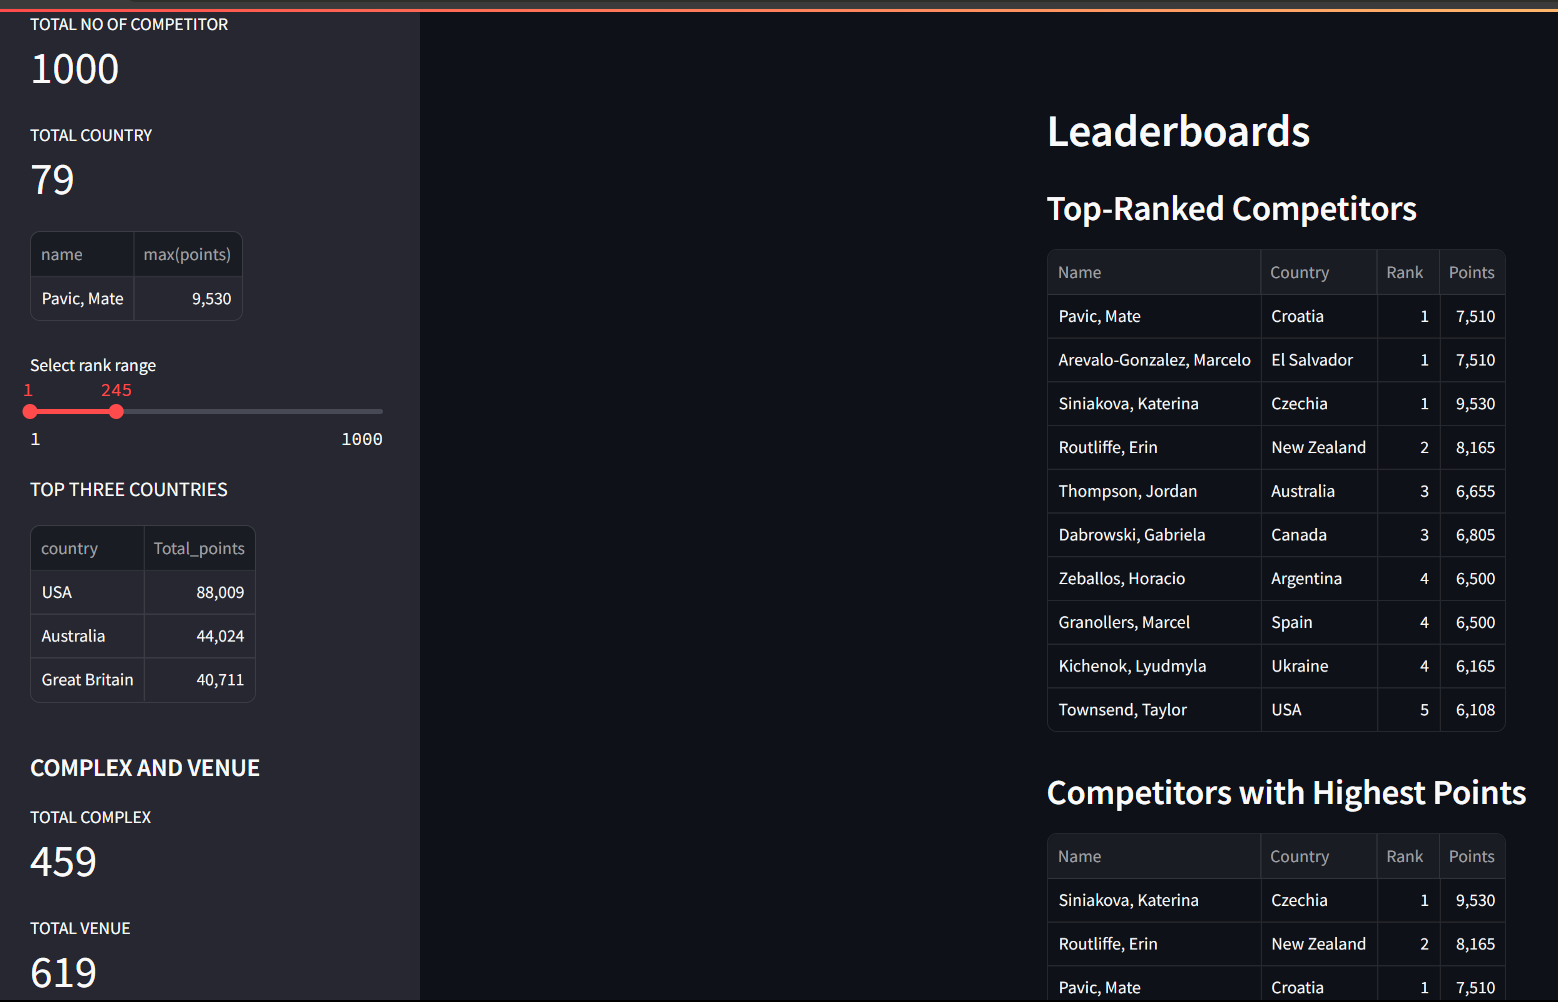 TOTAL NO OF COMPETITOR
1000
TOTAL COUNTRY
79
name max(points)
Pavic, Mate 9,530
Select rank range
1 245
1 1000
TOP THREE COUNTRIES
country Total_points
USA 88,009
Australia 44,024
Great Britain 40,711
COMPLEX AND VENUE
TOTAL COMPLEX
459
TOTAL VENUE
619
Leaderboards
Top-Ranked Competitors
Name Country Rank Points
Pavic, Mate Croatia 1 7,510
Arevalo-Gonzalez, Marcelo El Salvador 1 7,510
Siniakova, Katerina Czechia 1 9,530
Routliffe, Erin New Zealand 2 8,165
Thompson, Jordan Australia 3 6,655
Dabrowski, Gabriela Canada 3 6,805
Zeballos, Horacio Argentina 4 6,500
Granollers, Marcel Spain 4 6,500
Kichenok, Lyudmyla Ukraine 4 6,165
Townsend, Taylor USA 5 6,108
Competitors with Highest Points
Name Country Rank Points
Siniakova, Katerina Czechia 1 9,530
Routliffe, Erin New Zealand 2 8,165
Pavic, Mate Croatia 1 7,510